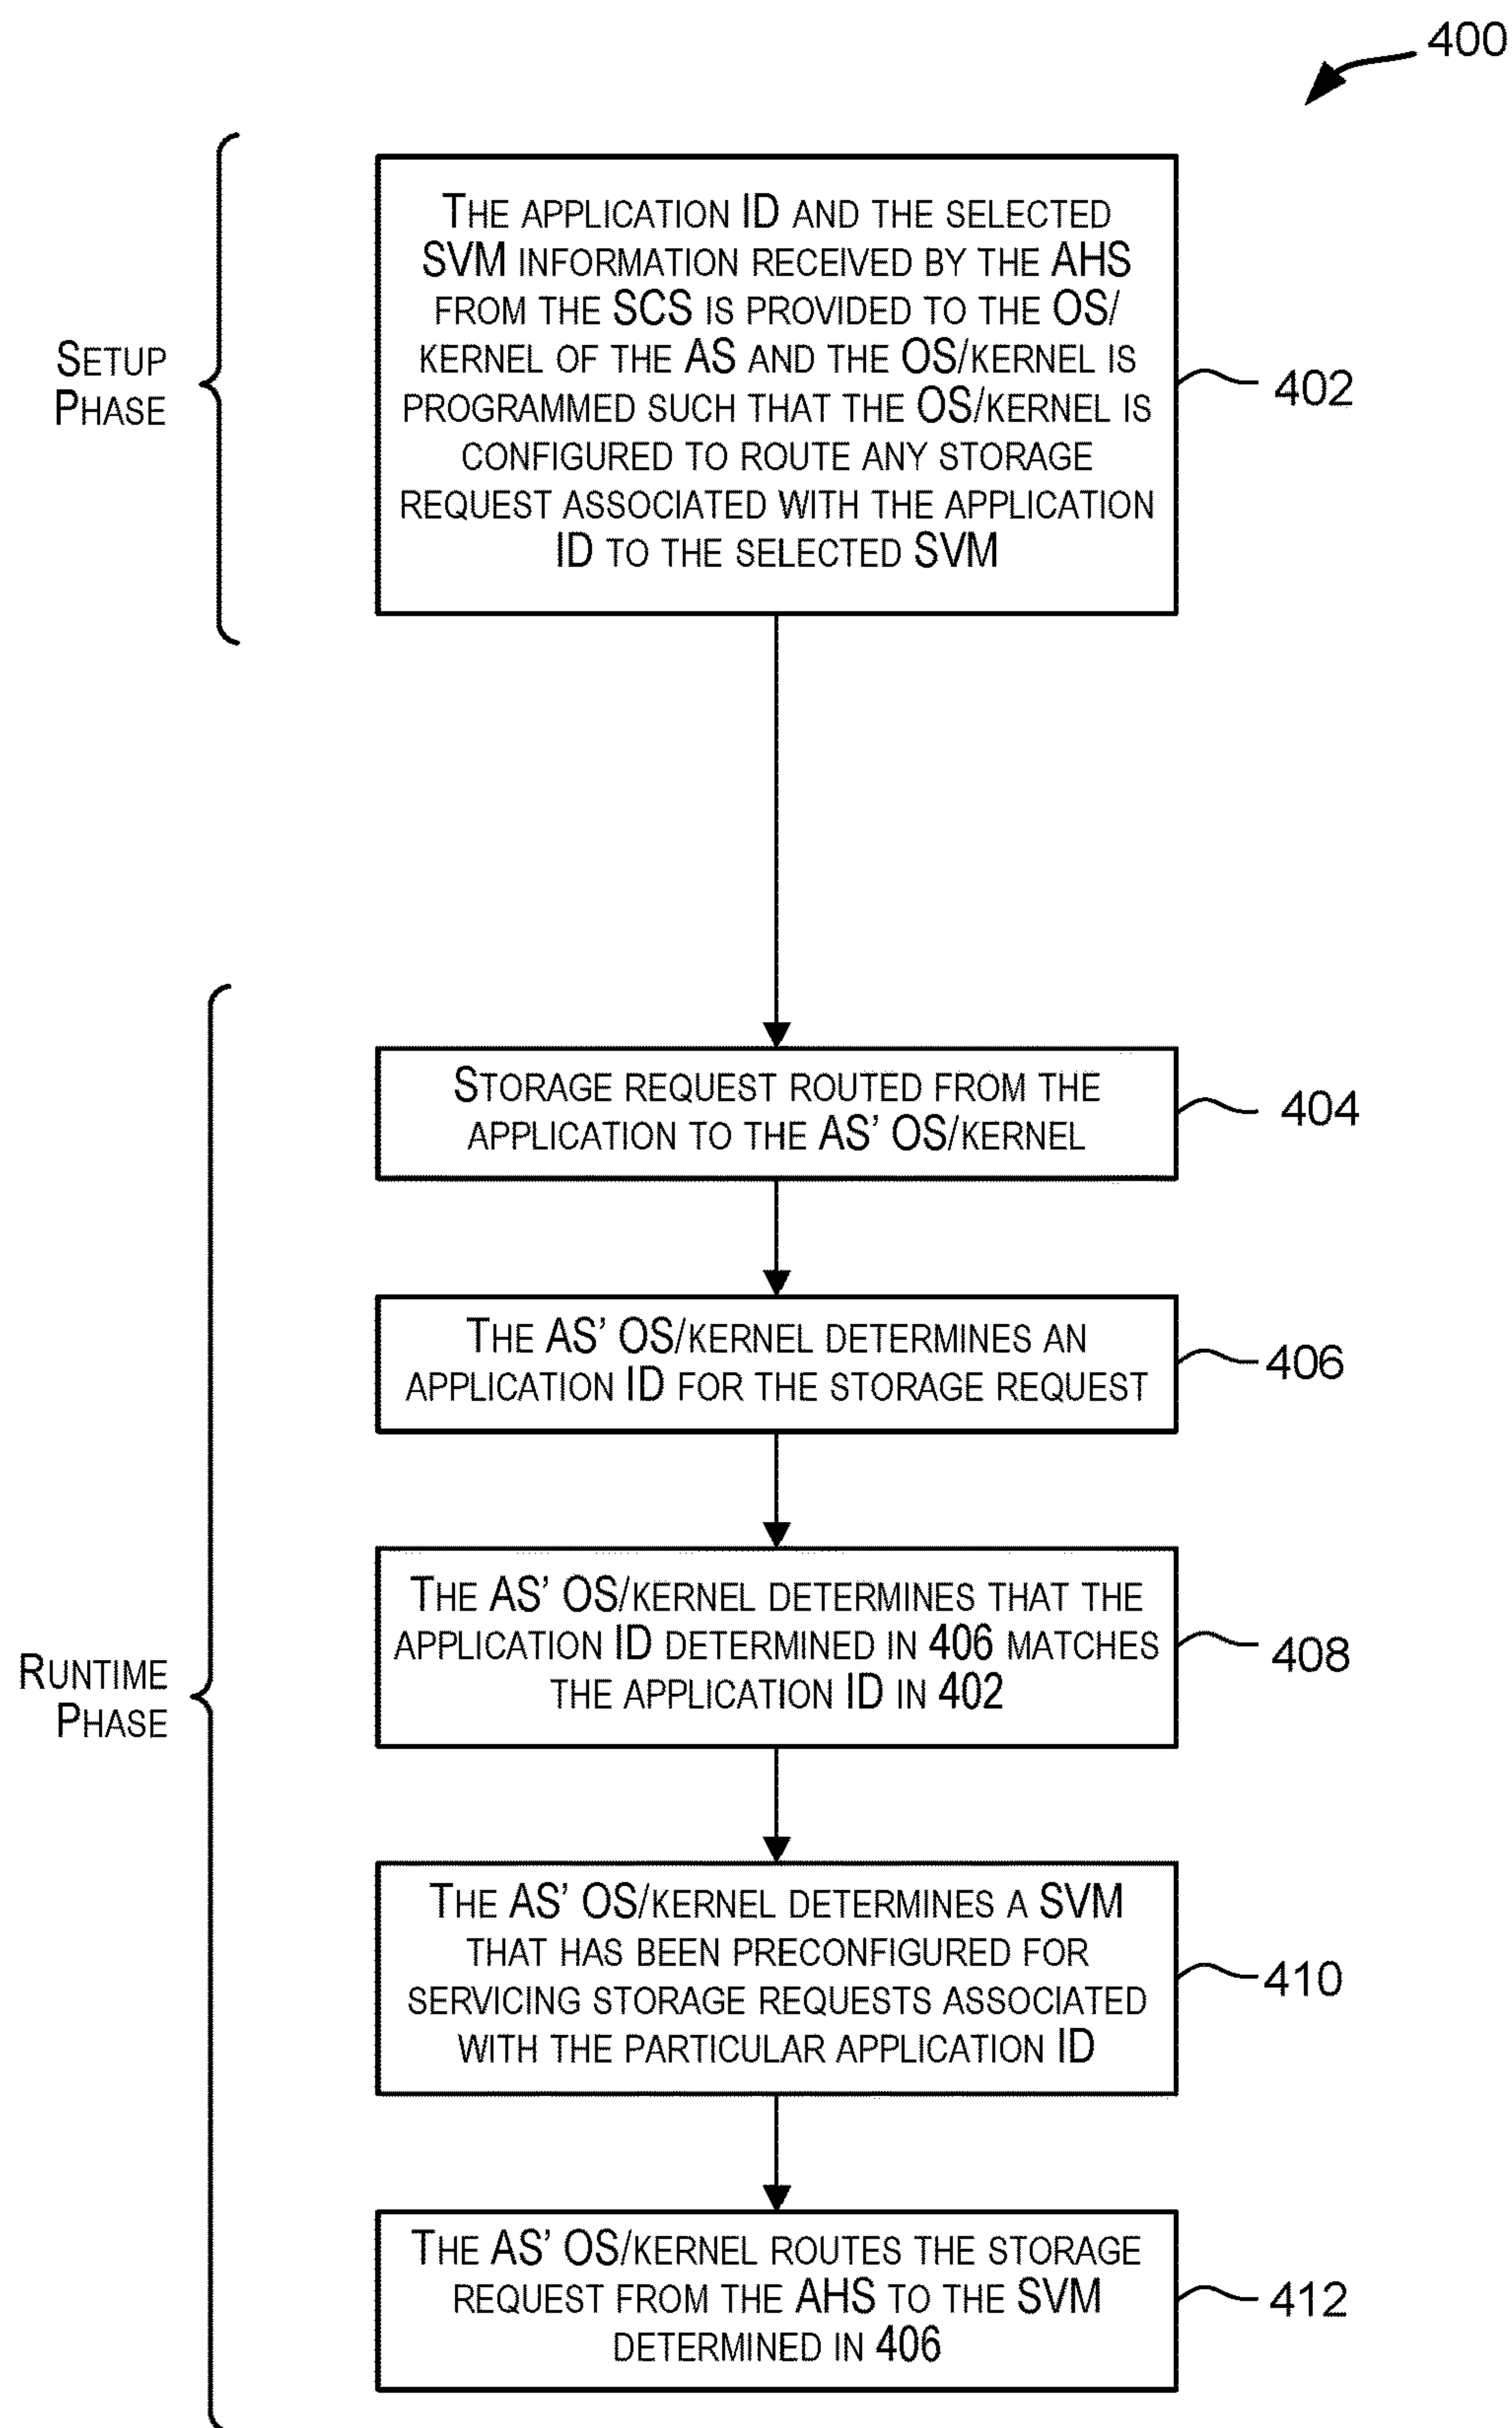 400
SETUP
PHASE
THE APPLICATION ID AND THE SELECTED
SVM INFORMATION RECEIVED BY THE AHS
FROM THE SCS IS PROVIDED TO THE OS/
KERNEL OF THE AS AND THE OS/KERNEL IS
PROGRAMMED SUCH THAT THE OS/KERNEL IS
CONFIGURED TO ROUTE ANY STORAGE
REQUEST ASSOCIATED WITH THE APPLICATION
ID TO THE SELECTED SVM
402
RUNTIME
PHASE
STORAGE REQUEST ROUTED FROM THE
APPLICATION TO THE AS' OS/KERNEL
404
THE AS' OS/KERNEL DETERMINES AN
APPLICATION ID FOR THE STORAGE REQUEST
406
THE AS' OS/KERNEL DETERMINES THAT THE
APPLICATION ID DETERMINED IN 406 MATCHES
THE APPLICATION ID IN 402
408
THE AS' OS/KERNEL DETERMINES A SVM
THAT HAS BEEN PRECONFIGURED FOR
SERVICING STORAGE REQUESTS ASSOCIATED
WITH THE PARTICULAR APPLICATION ID
410
THE AS' OS/KERNEL ROUTES THE STORAGE
REQUEST FROM THE AHS TO THE SVM
DETERMINED IN 406
412